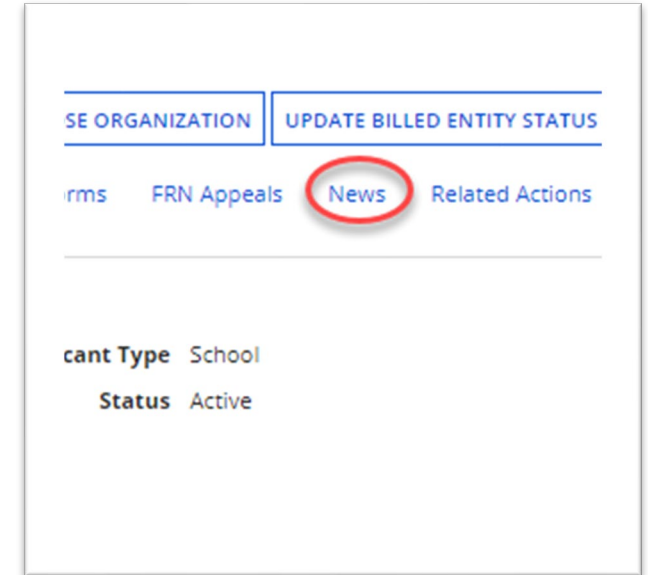 SE ORGANIZATION UPDATE BILLED ENTITY STATUS
rms FRN Appeals News Related Actions
cant Type School
Status Active